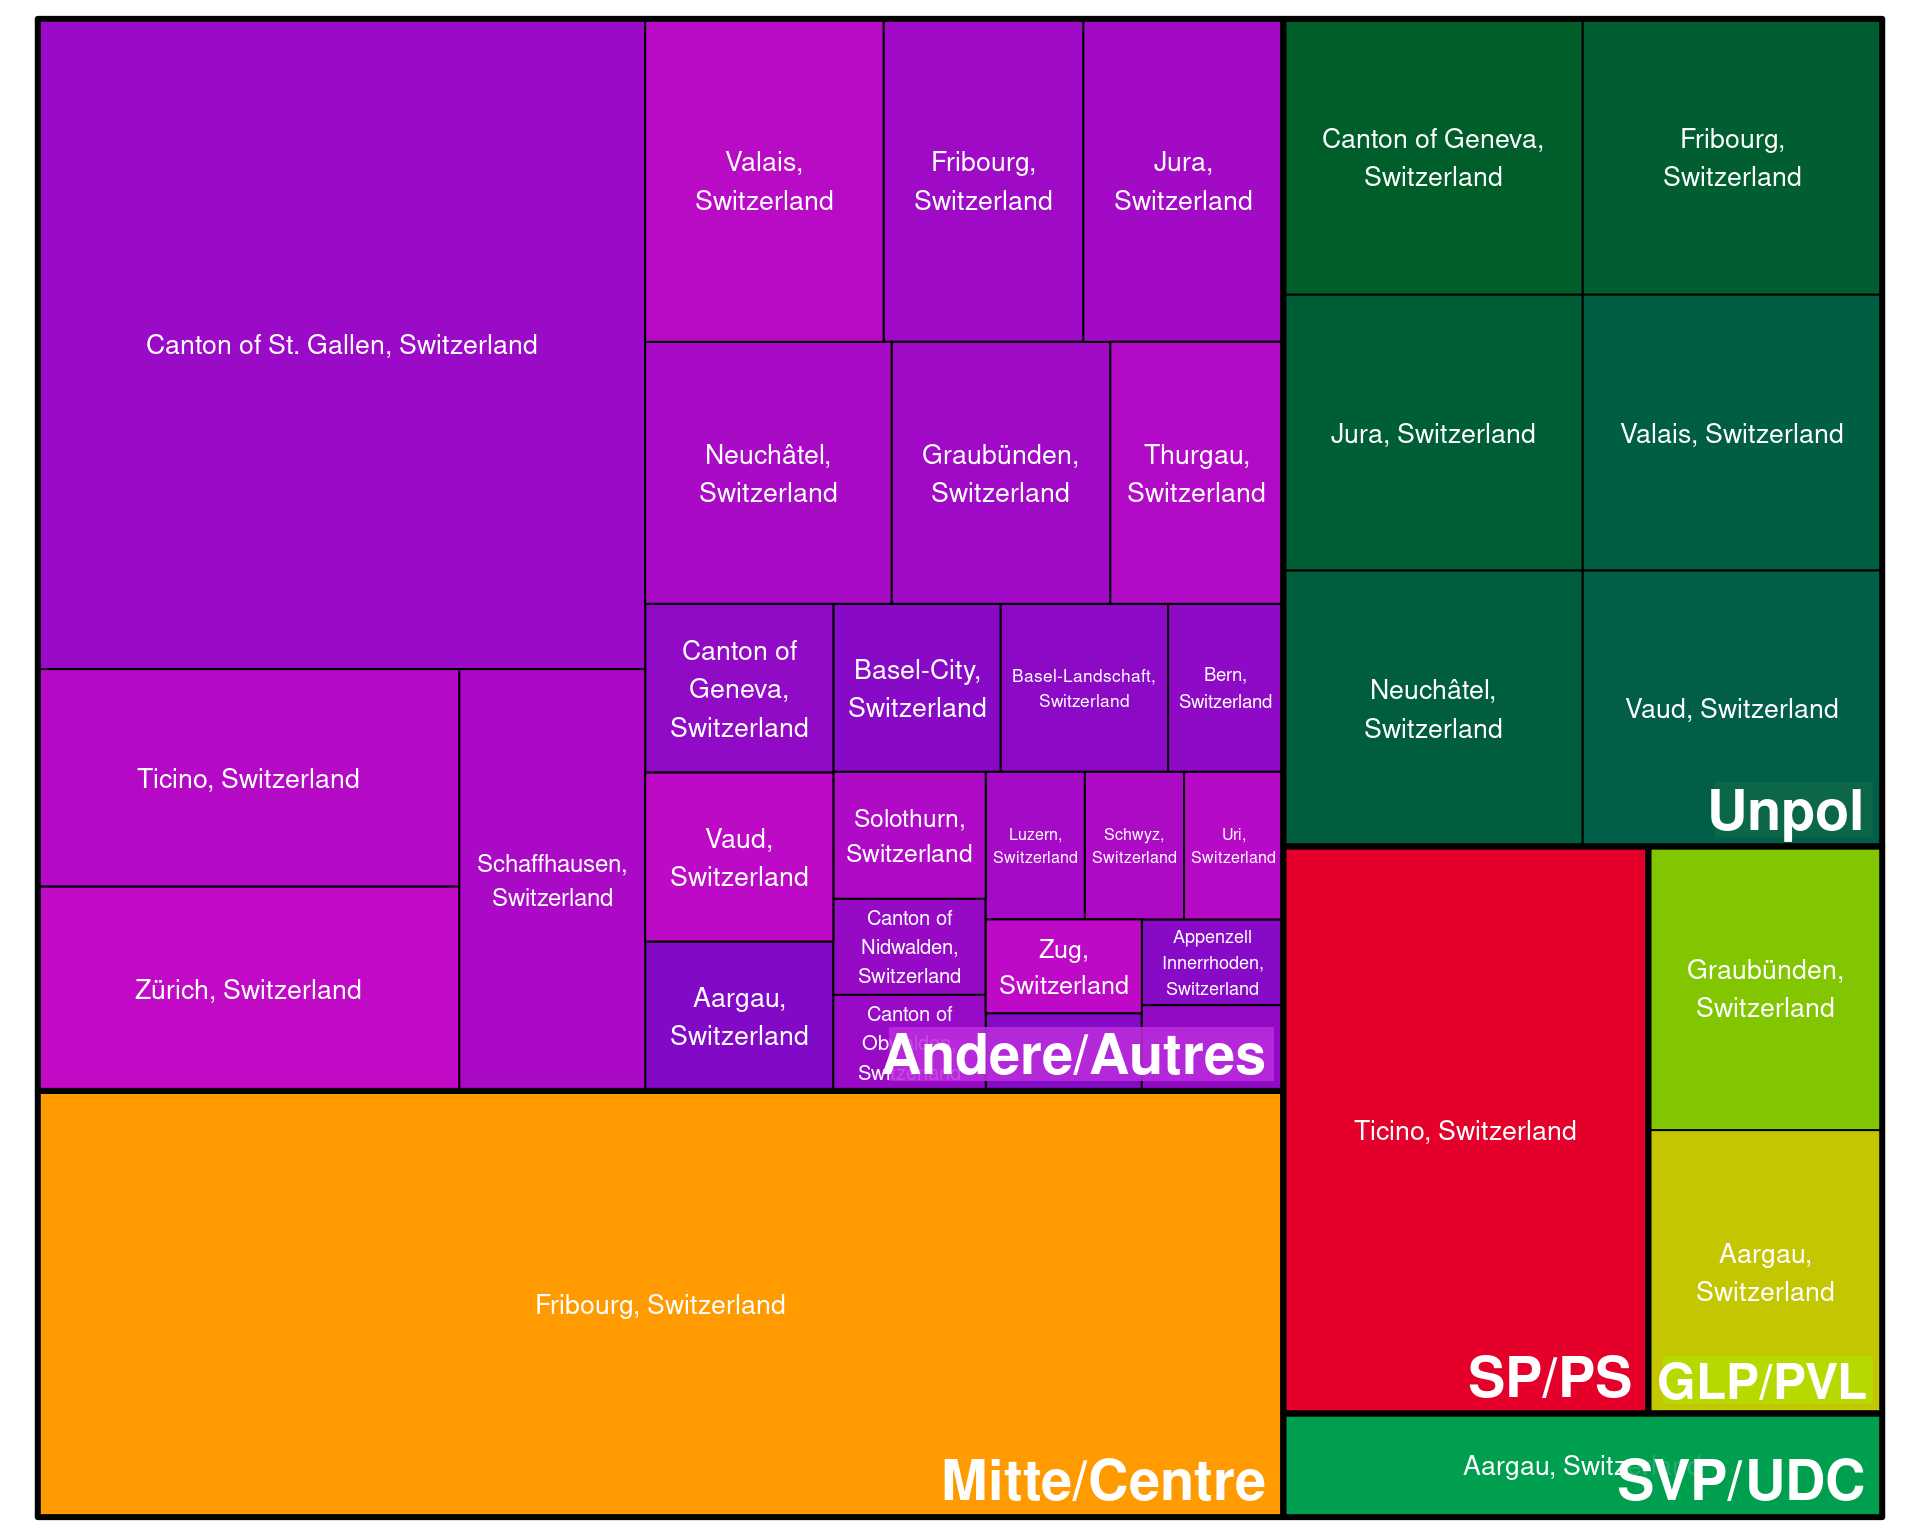 Canton of St. Gallen, Switzerland
Ticino, Switzerland
Zürich, Switzerland
Schaffhausen,
Switzerland
Valais,
Switzerland
Fribourg,
Switzerland
Jura,
Switzerland
Neuchâtel,
Switzerland
Graubünden,
Switzerland
Thurgau,
Switzerland
Canton of
Geneva,
Switzerland
Basel-City,
Switzerland
Basel-Landschaft,
Switzerland
Bern,
Switzerland
Vaud,
Switzerland
Aargau,
Switzerland
Solothurn,
Switzerland
Canton of
Nidwalden,
Switzerland
Canton of
Luzern,
Switzerland
Schwyz,
Switzerland
Uri,
Switzerland
Zug,
Switzerland
Appenzell
Innerrhoden,
Switzerland
Andere/Autres
Fribourg, Switzerland
Mitte/Centre
Canton of Geneva,
Switzerland
Fribourg,
Switzerland
Jura, Switzerland
Valais, Switzerland
Neuchâtel,
Switzerland
Vaud, Switzerland
Unpol
Ticino, Switzerland
SP/PS
Graubünden,
Switzerland
Aargau,
Switzerland
GLP/PVL
Aargau,
SVP/UDC